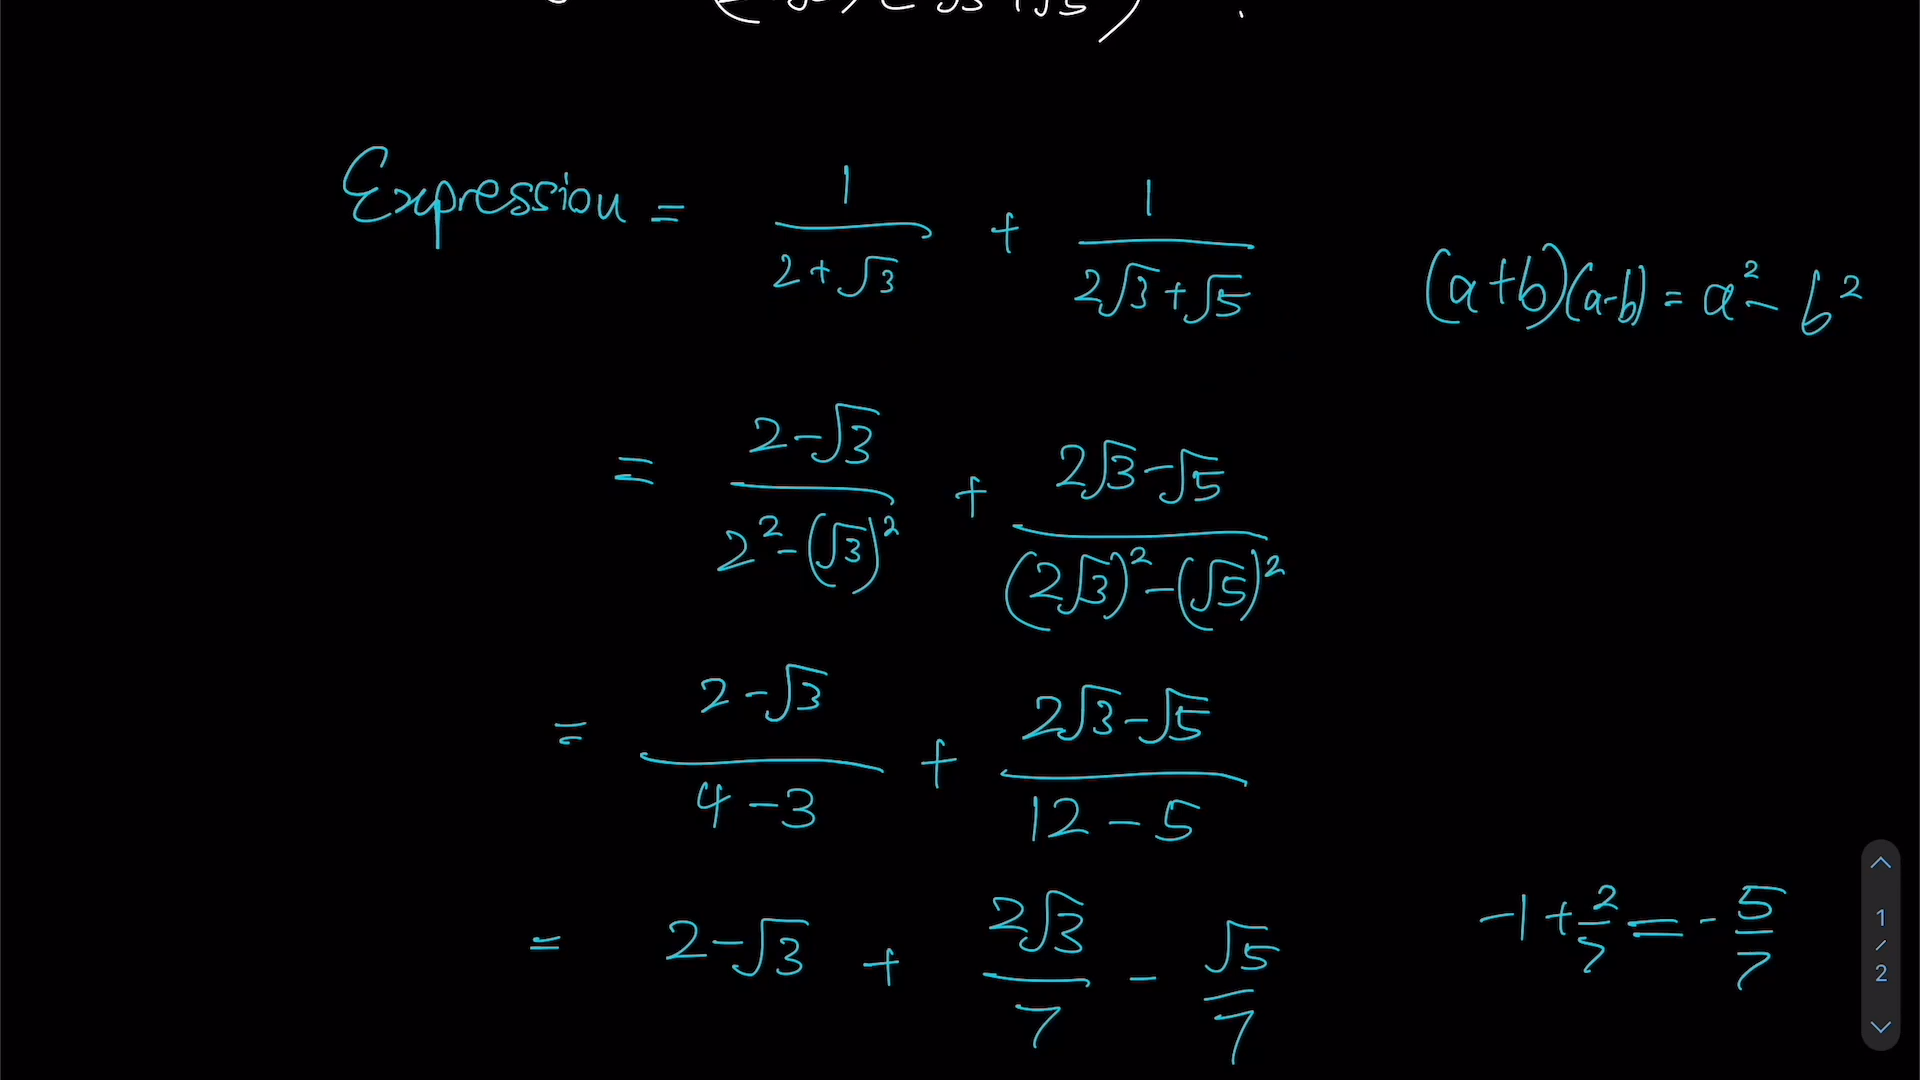 Expression = 1/(2+√3) + 1/(2√3+√5)
(a+b)(a-b) = a² - b²
= (2-√3)/(2²-(√3)²) + (2√3-√5)/((2√3)²-(√5)²)
= (2-√3)/(4-3) + (2√3-√5)/(12-5)
= 2-√3 + 2√3/7 - √5/7
-1+2/7 = -5/7
1
/
2